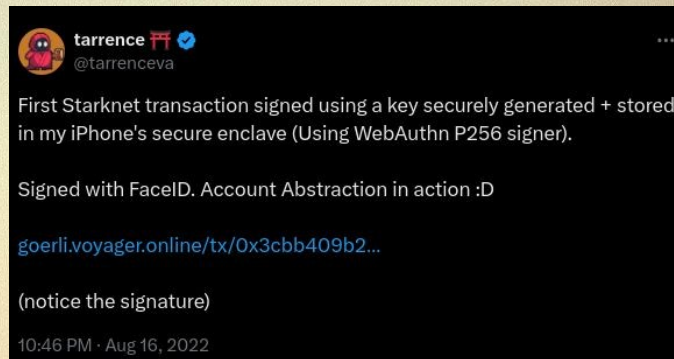 tarrence ⛩️
@tarrenceva
First Starknet transaction signed using a key securely generated + stored
in my iPhone's secure enclave (Using WebAuthn P256 signer).
Signed with FaceID. Account Abstraction in action :D
goerli.voyager.online/tx/0x3cbb409b2...
(notice the signature)
10:46 PM · Aug 16, 2022